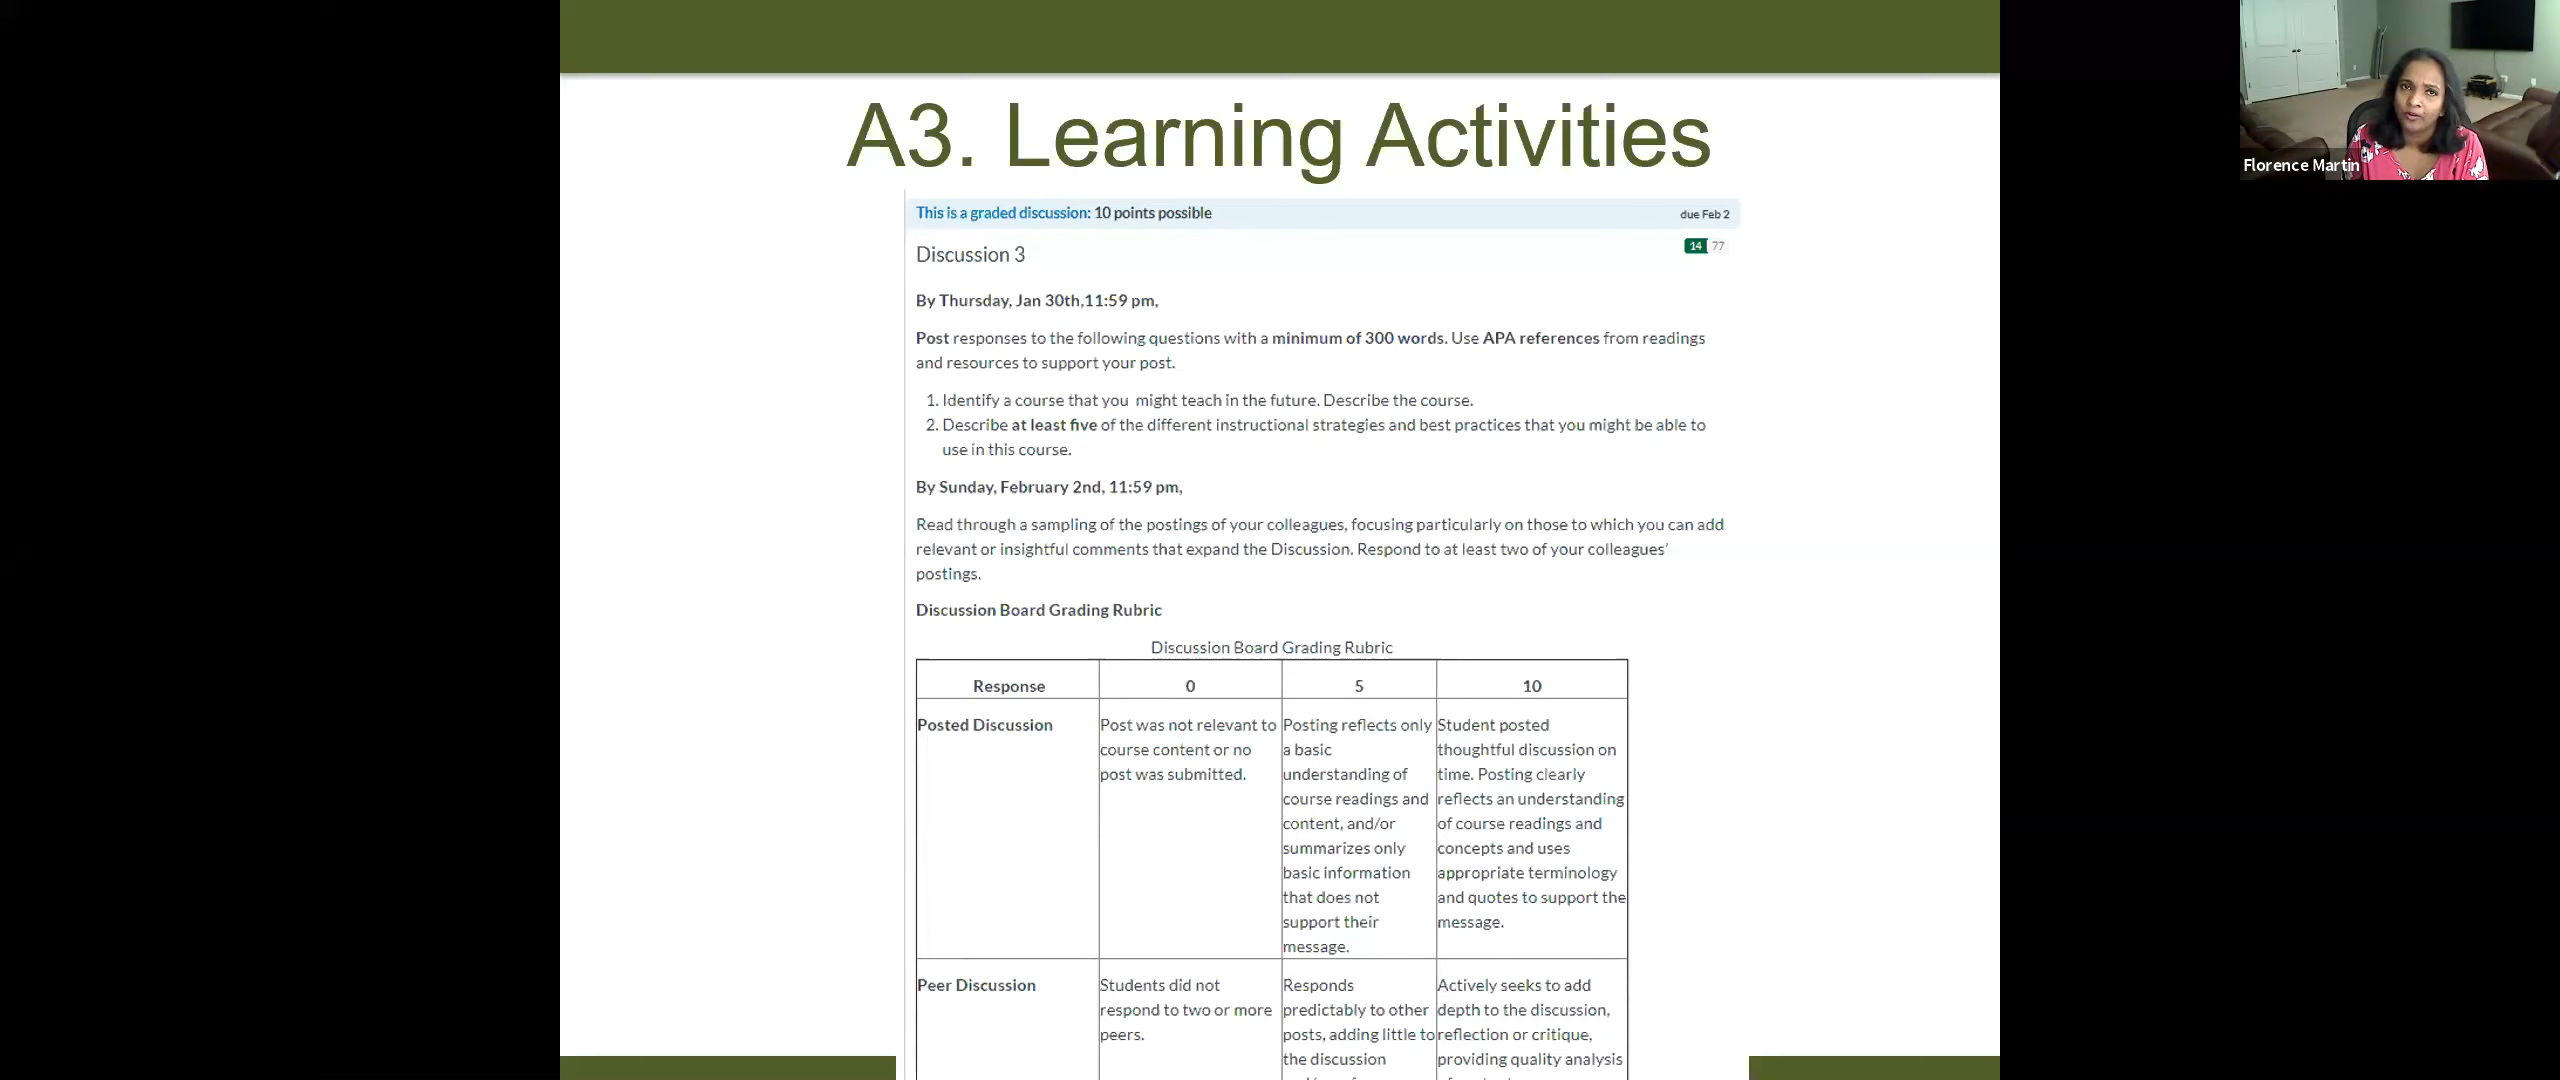 A3. Learning Activities
Florence Martin
This is a graded discussion: 10 points possible
due Feb 2
Discussion 3
14 77
By Thursday, Jan 30th,11:59 pm,
Post responses to the following questions with a minimum of 300 words. Use APA references from readings
and resources to support your post.
1. Identify a course that you might teach in the future. Describe the course.
2. Describe at least five of the different instructional strategies and best practices that you might be able to
use in this course.
By Sunday, February 2nd, 11:59 pm,
Read through a sampling of the postings of your colleagues, focusing particularly on those to which you can add
relevant or insightful comments that expand the Discussion. Respond to at least two of your colleagues’
postings.
Discussion Board Grading Rubric
Discussion Board Grading Rubric
Response
0
5
10
Posted Discussion
Post was not relevant to
course content or no
post was submitted.
Posting reflects only
a basic
understanding of
course readings and
content, and/or
summarizes only
basic information
that does not
support their
message.
Student posted
thoughtful discussion on
time. Posting clearly
reflects an understanding
of course readings and
concepts and uses
appropriate terminology
and quotes to support the
message.
Peer Discussion
Students did not
respond to two or more
peers.
Responds
predictably to other
posts, adding little to
the discussion
Actively seeks to add
depth to the discussion,
reflection or critique,
providing quality analysis